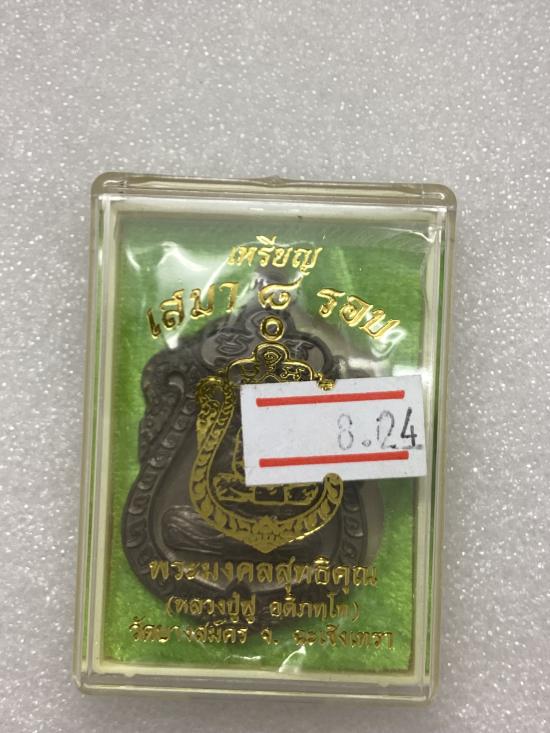 เหรียญ
เสมา ๘ รอบ
8.24
พระมงคลสุทธิคุณ
(หลวงปู่ฟู อติภทฺโท)
วัดบางสมัคร จ. ฉะเชิงเทรา